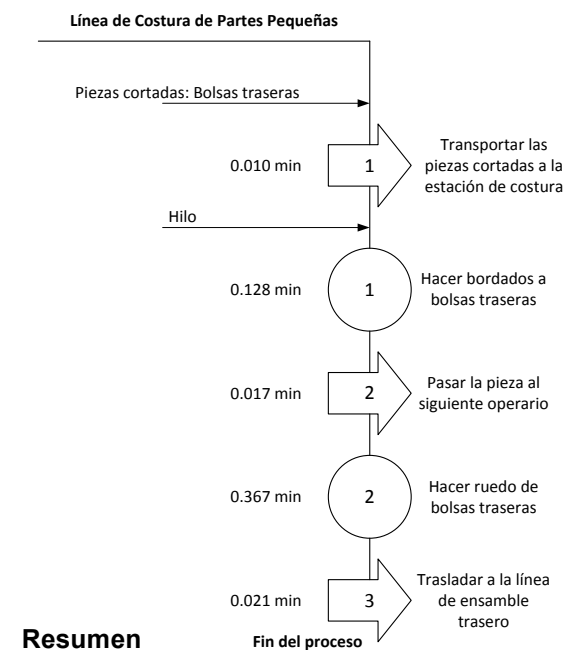 Línea de Costura de Partes Pequeñas
Piezas cortadas: Bolsas traseras
0.010 min
1
Transportar las
piezas cortadas a la
estación de costura
Hilo
0.128 min
1
Hacer bordados a
bolsas traseras
0.017 min
2
Pasar la pieza al
siguiente operario
0.367 min
2
Hacer ruedo de
bolsas traseras
0.021 min
3
Trasladar a la línea
de ensamble
trasero
Resumen
Fin del proceso